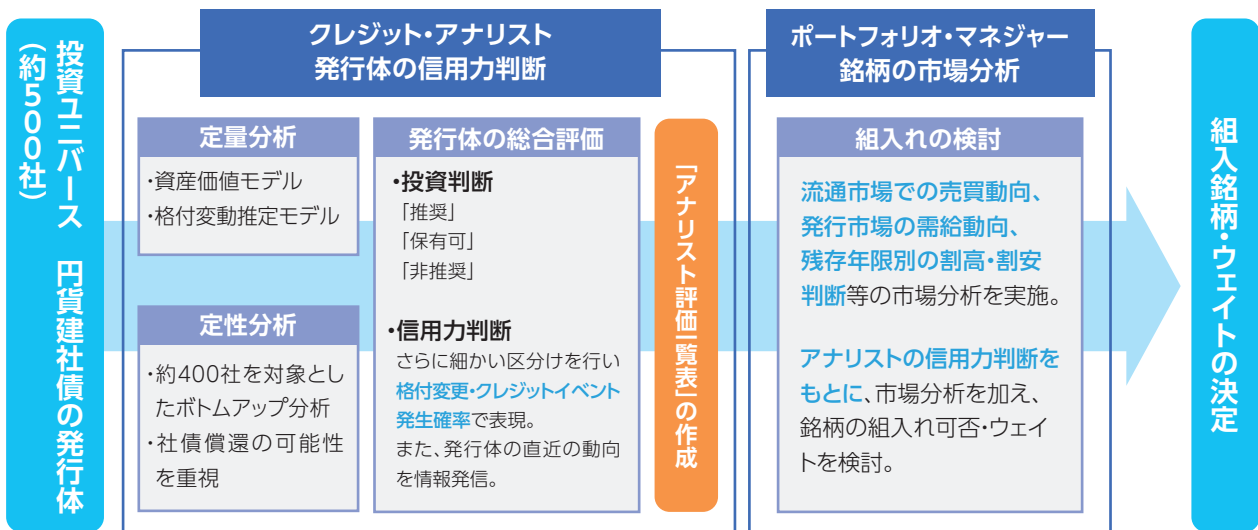 投資ユニバース 円貨建社債の発行体
（約500社）
クレジット・アナリスト
発行体の信用力判断
定量分析
・資産価値モデル
・格付変動推定モデル
定性分析
・約400社を対象とし
たボトムアップ分析
・社債償還の可能性
を重視
発行体の総合評価
・投資判断
「推奨」
「保有可」
「非推奨」
・信用力判断
さらに細かい区分けを行い
格付変更・クレジットイベント
発生確率で表現。
また、発行体の直近の動向
を情報発信。
「アナリスト評価一覧表」の作成
ポートフォリオ・マネジャー
銘柄の市場分析
組入れの検討
流通市場での売買動向、
発行市場の需給動向、
残存年限別の割高・割安
判断等の市場分析を実施。
アナリストの信用力判断を
もとに、市場分析を加え、
銘柄の組入れ可否・ウェイ
トを検討。
組入銘柄・ウェイトの決定